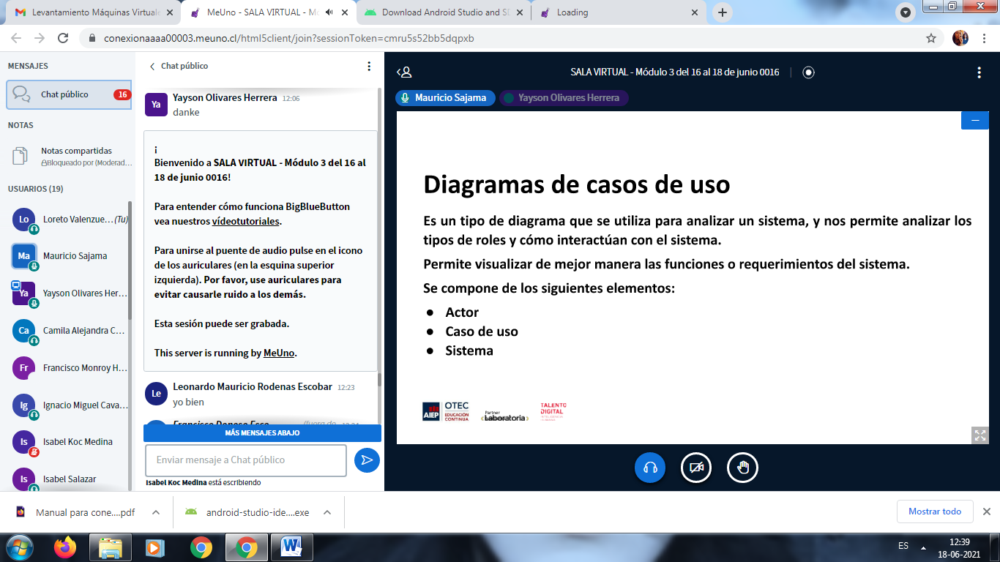 Levantamiento Máquinas Virtuale
MeUno - SALA VIRTUAL - Mó
Download Android Studio and SD
Loading
conexionaaaa00003.meuno.cl/html5client/join?sessionToken=cmru5s52bb5dqpxb
MENSAJES
Chat público
16
NOTAS
Notas compartidas
Bloqueado por (Moderad...
USUARIOS (19)
Lo
Loreto Valenzue... (Tu)
Ma
Mauricio Sajama
Ya
Yayson Olivares Her...
Ca
Camila Alejandra C...
Fr
Francisco Monroy H...
Ig
Ignacio Miguel Cava...
Is
Isabel Koc Medina
Is
Isabel Salazar
Chat público
Ya
Yayson Olivares Herrera 12:06
danke
¡
Bienvenido a SALA VIRTUAL - Módulo 3 del 16 al
18 de junio 0016!
Para entender cómo funciona BigBlueButton
vea nuestros vídeotutoriales.
Para unirse al puente de audio pulse en el icono
de los auriculares (en la esquina superior
izquierda). Por favor, use auriculares para
evitar causarle ruido a los demás.
Esta sesión puede ser grabada.
This server is running by MeUno.
Le
Leonardo Mauricio Rodenas Escobar 12:23
yo bien
MÁS MENSAJES ABAJO
Enviar mensaje a Chat público
Isabel Koc Medina está escribiendo
SALA VIRTUAL - Módulo 3 del 16 al 18 de junio 0016
Mauricio Sajama
Yayson Olivares Herrera
Diagramas de casos de uso
Es un tipo de diagrama que se utiliza para analizar un sistema, y nos permite analizar los
tipos de roles y cómo interactúan con el sistema.
Permite visualizar de mejor manera las funciones o requerimientos del sistema.
Se compone de los siguientes elementos:
● Actor
● Caso de uso
● Sistema
AIEP
OTEC
EDUCACIÓN
CONTINUA
Partner
Laboratoria
TALENTO
DIGITAL
Manual para cone....pdf
android-studio-ide....exe
Mostrar todo
ES
12:39
18-06-2021